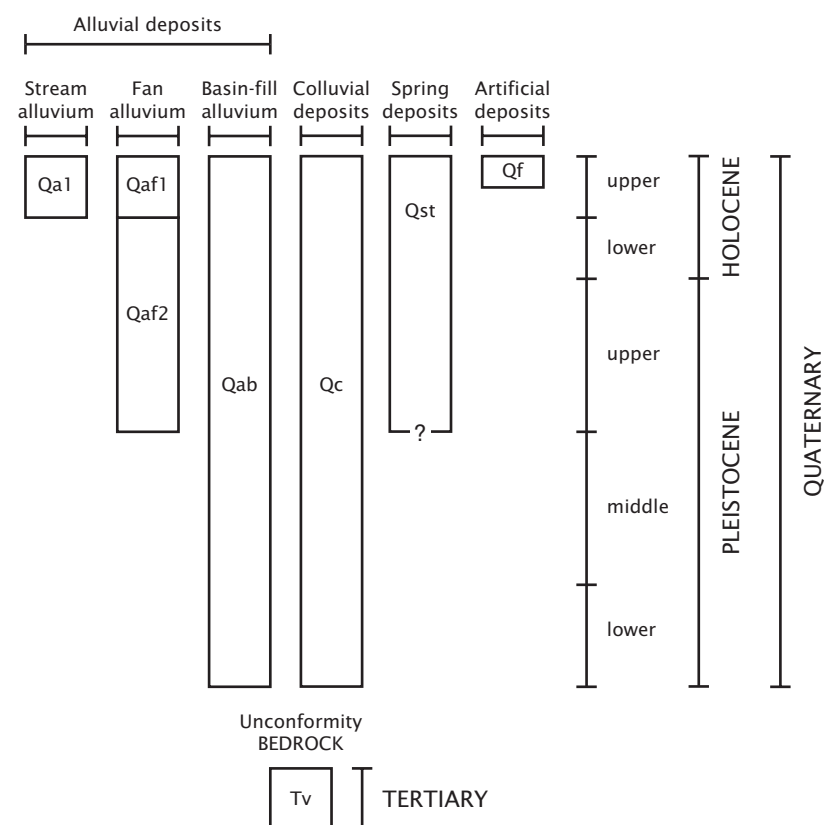 Alluvial deposits
Stream alluvium
Fan alluvium
Basin-fill alluvium
Colluvial deposits
Spring deposits
Artificial deposits
Qa1
Qaf1
Qaf2
Qab
Qc
Qst
?
Qf
upper
lower
HOLOCENE
upper
middle
lower
PLEISTOCENE
QUATERNARY
Unconformity
BEDROCK
Tv
TERTIARY